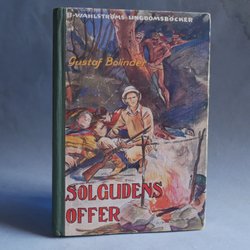 B·WAHLSTRÖMS UNGDOMSBÖCKER
Gustaf Bolinder
SOLGUDENS
OFFER